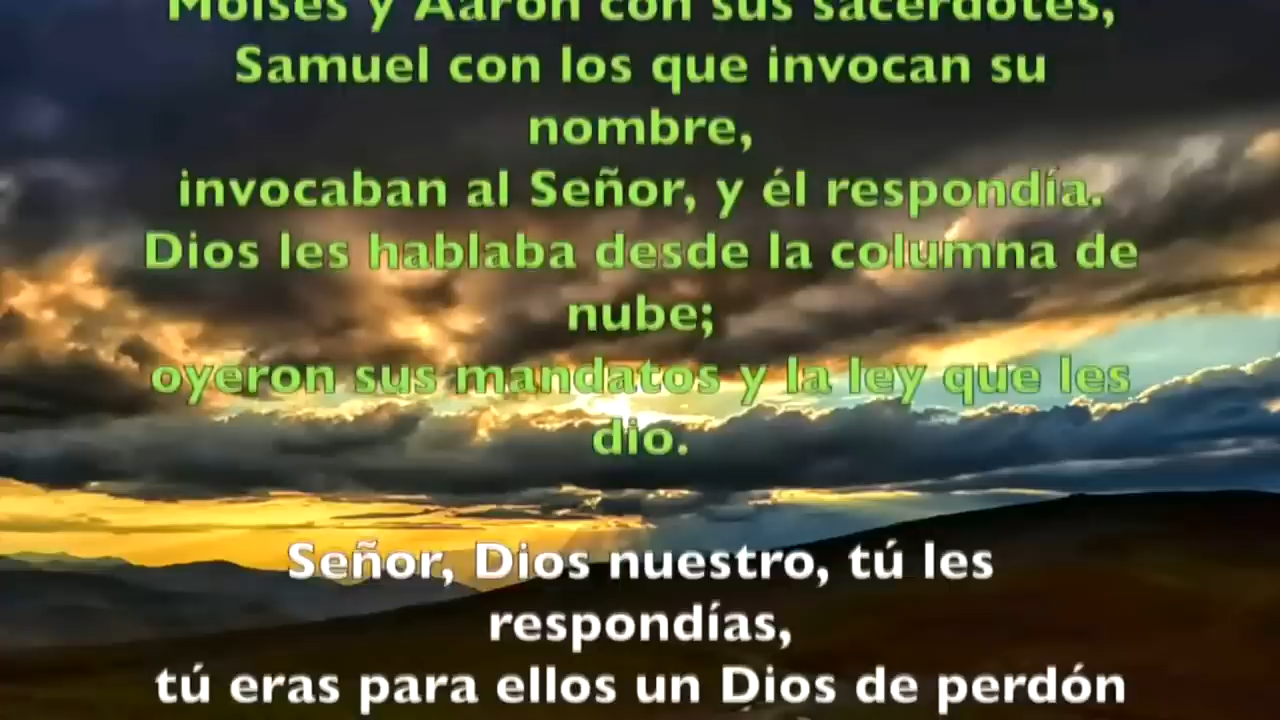 Moisés y Aarón con sus sacerdotes,
Samuel con los que invocan su
nombre,
invocaban al Señor, y él respondía.
Dios les hablaba desde la columna de
nube;
oyeron sus mandatos y la ley que les
dio.
Señor, Dios nuestro, tú les
respondías,
tú eras para ellos un Dios de perdón